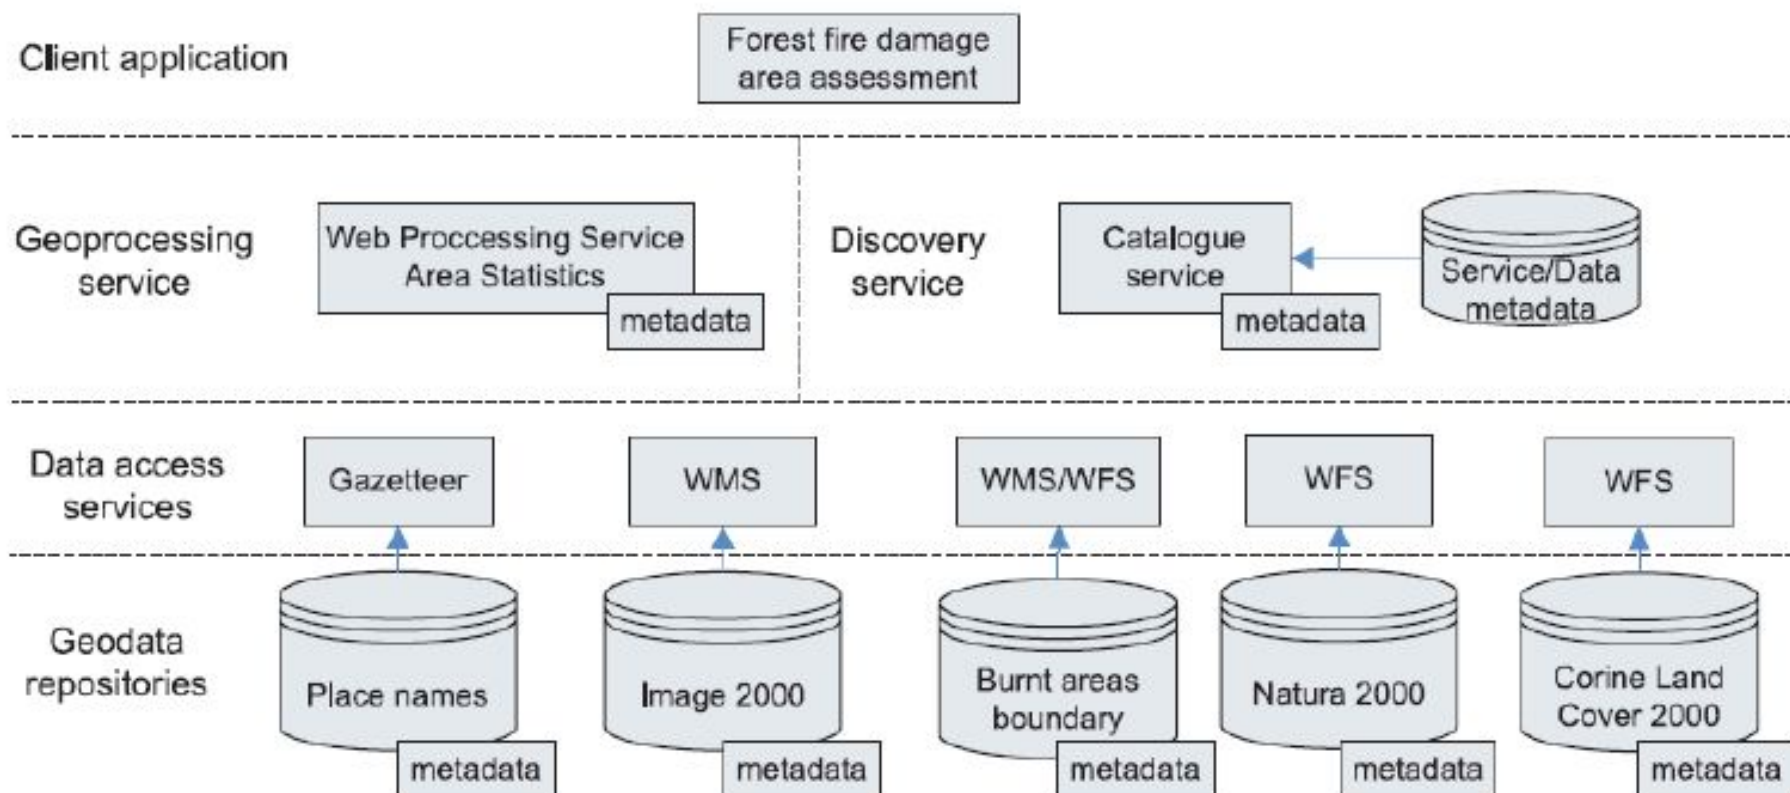 Client application
Forest fire damage
area assessment
Geoprocessing
service
Web Proccessing Service
Area Statistics
metadata
Discovery
service
Catalogue
service
metadata
Service/Data
metadata
Data access
services
Gazetteer
WMS
WMS/WFS
WFS
WFS
Geodata
repositories
Place names
metadata
Image 2000
metadata
Burnt areas
boundary
metadata
Natura 2000
metadata
Corine Land
Cover 2000
metadata